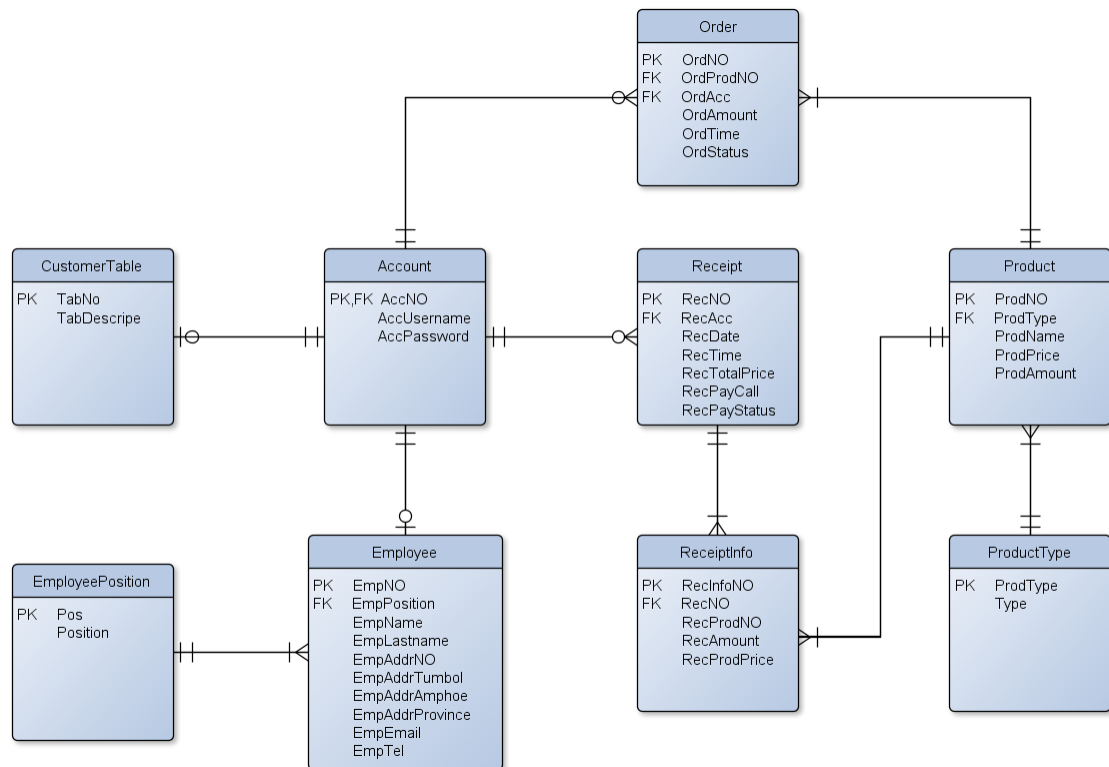 Order
PK OrdNO
FK OrdProdNO
FK OrdAcc
OrdAmount
OrdTime
OrdStatus
CustomerTable
PK TabNo
TabDescripe
Account
PK,FK AccNO
AccUsername
AccPassword
Receipt
PK RecNO
FK RecAcc
RecDate
RecTime
RecTotalPrice
RecPayCall
RecPayStatus
Product
PK ProdNO
FK ProdType
ProdName
ProdPrice
ProdAmount
EmployeePosition
PK Pos
Position
Employee
PK EmpNO
FK EmpPosition
EmpName
EmpLastname
EmpAddrNO
EmpAddrTumbol
EmpAddrAmphoe
EmpAddrProvince
EmpEmail
EmpTel
ReceiptInfo
PK RecInfoNO
FK RecNO
RecProdNO
RecAmount
RecProdPrice
ProductType
PK ProdType
Type